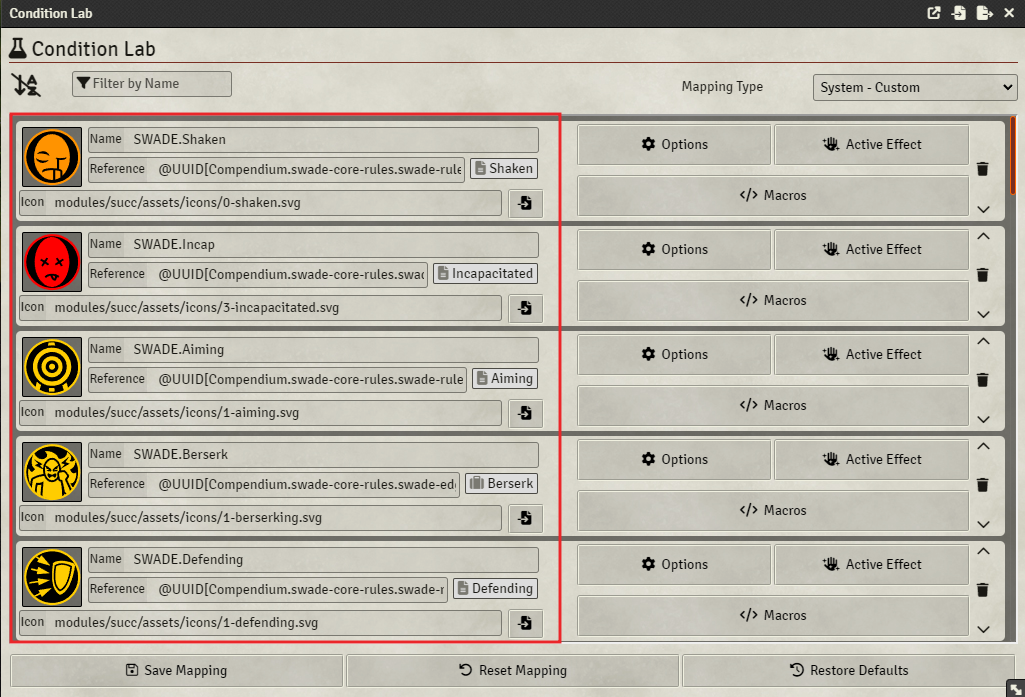 Condition Lab
Condition Lab
Filter by Name
Mapping Type
System - Custom
Name SWADE.Shaken
Reference @UUID[Compendium.swade-core-rules.swade-rule Shaken
Icon modules/succ/assets/icons/0-shaken.svg
Options
Active Effect
</> Macros
Name SWADE.Incap
Reference @UUID[Compendium.swade-core-rules.swad Incapacitated
Icon modules/succ/assets/icons/3-incapacitated.svg
Options
Active Effect
</> Macros
Name SWADE.Aiming
Reference @UUID[Compendium.swade-core-rules.swade-rule Aiming
Icon modules/succ/assets/icons/1-aiming.svg
Options
Active Effect
</> Macros
Name SWADE.Berserk
Reference @UUID[Compendium.swade-core-rules.swade-ed Berserk
Icon modules/succ/assets/icons/1-berserking.svg
Options
Active Effect
</> Macros
Name SWADE.Defending
Reference @UUID[Compendium.swade-core-rules.swade-r Defending
Icon modules/succ/assets/icons/1-defending.svg
Options
Active Effect
</> Macros
Save Mapping
Reset Mapping
Restore Defaults